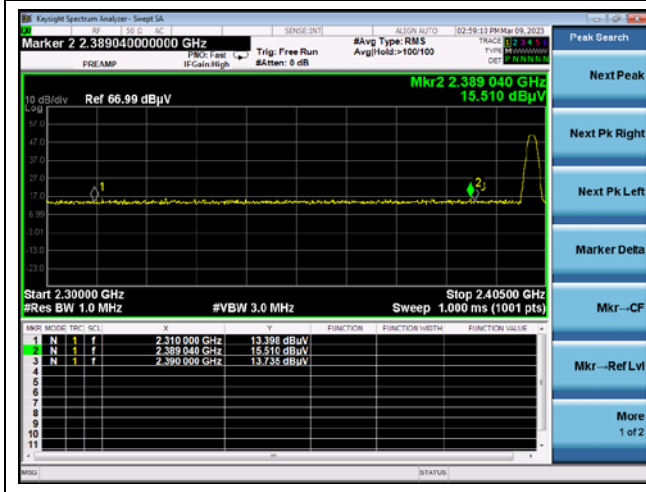 Keysight Spectrum Analyzer - Swept SA
RF 50 Ω AC SENSE:INT ALIGN AUTO 02:59:13 PM Mar 09, 2023
Marker 2 2.389040000000 GHz
PREAMP
PNO: Fast
IFGain:High
Trig: Free Run
#Atten: 0 dB
#Avg Type: RMS
Avg|Hold:>100/100
TRACE 1 2 3 4 5 6
TYPE MWWWWW
DET P NNNNN
Mkr2 2.389 040 GHz
15.510 dBµV
10 dB/div Ref 66.99 dBµV
Log
57.0
47.0
37.0
27.0
17.0
6.99
-3.01
-13.0
-23.0
1
2
Start 2.30000 GHz Stop 2.40500 GHz
#Res BW 1.0 MHz #VBW 3.0 MHz Sweep 1.000 ms (1001 pts)
MKR MODE TRC SCL X Y FUNCTION FUNCTION WIDTH FUNCTION VALUE
1 N 1 f 2.310 000 GHz 13.398 dBuV
2 N 1 f 2.389 040 GHz 15.510 dBuV
3 N 1 f 2.390 000 GHz 13.735 dBuV
4
5
6
7
8
9
10
11
MSG STATUS
Peak Search
Next Peak
Next Pk Right
Next Pk Left
Marker Delta
Mkr→CF
Mkr→Ref Lvl
More
1 of 2